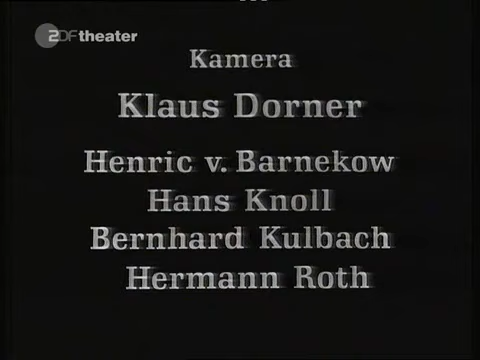 ZDFtheater
Kamera
Klaus Dorner
Henric v. Barnekow
Hans Knoll
Bernhard Kulbach
Hermann Roth